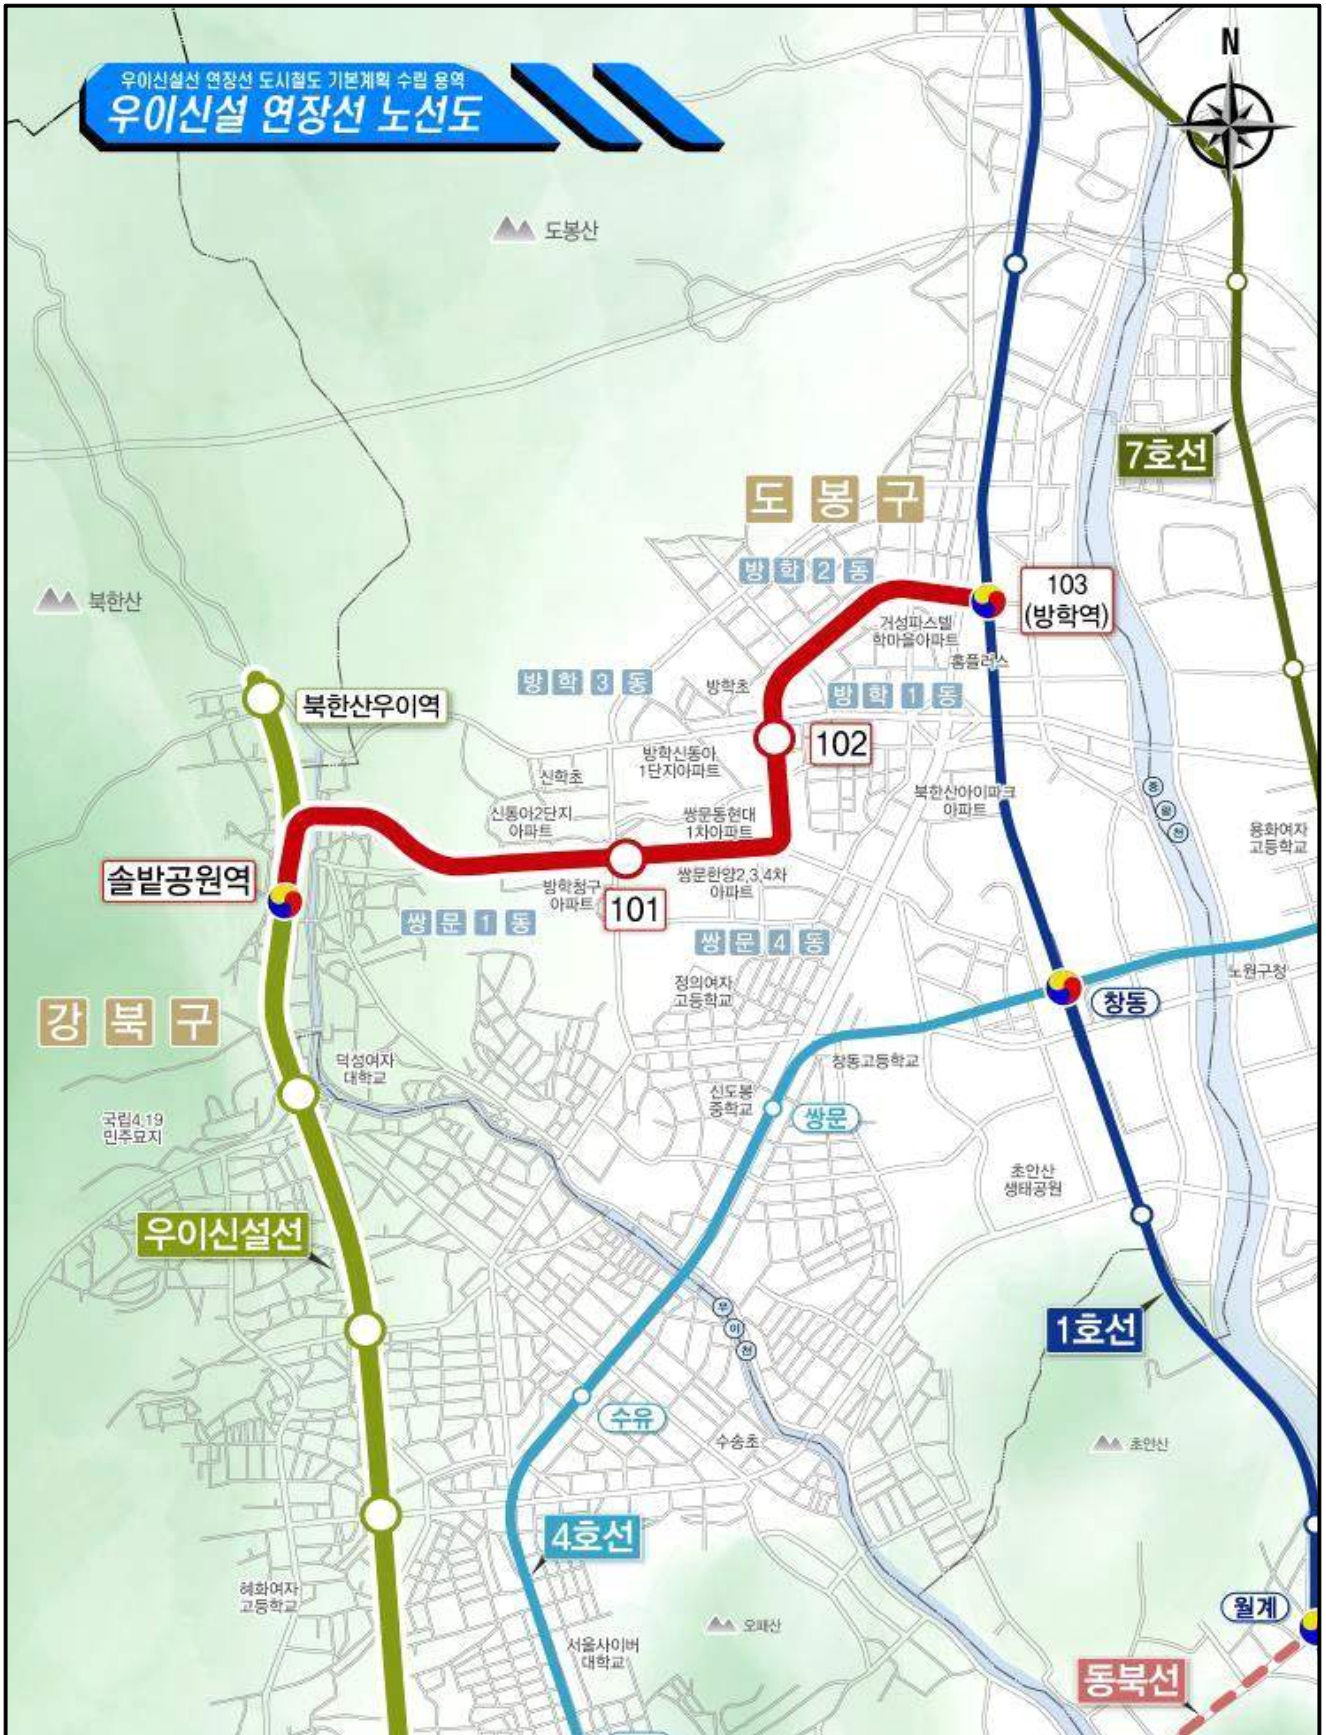 N
우이신설선 연장선 도시철도 기본계획 수립 용역
우이신설 연장선 노선도
도봉산
7호선
도봉구
방학2동
103
(방학역)
북한산
거성파스텔
학마을아파트
홈플러스
방학3동
방학초
방학1동
북한산우이역
102
방학신동아
1단지아파트
신학초
북한산아이파크
아파트
중랑천
신동아2단지
아파트
쌍문동현대
1차아파트
용화여자
고등학교
솔밭공원역
방학청구
아파트
쌍문한양2,3,4차
아파트
101
쌍문1동
쌍문4동
노원구청
정의여자
고등학교
창동
강북구
덕성여자
대학교
창동고등학교
신도봉
중학교
쌍문
국립4.19
민주묘지
초안산
생태공원
우이신설선
우이천
1호선
수유
수송초
초안산
4호선
혜화여자
고등학교
월계
오패산
서울사이버
대학교
동북선